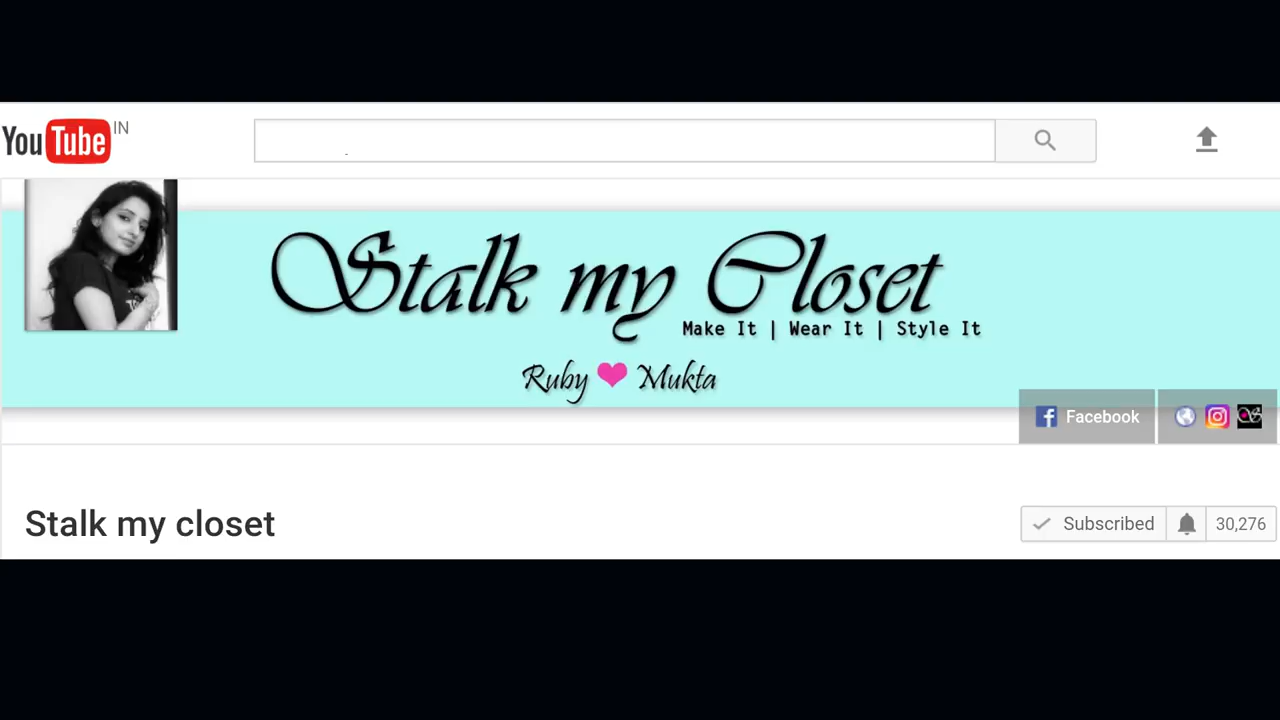 YouTube IN
Stalk my Closet
Make It | Wear It | Style It
Ruby ❤ Mukta
Facebook
Stalk my closet
Subscribed 30,276